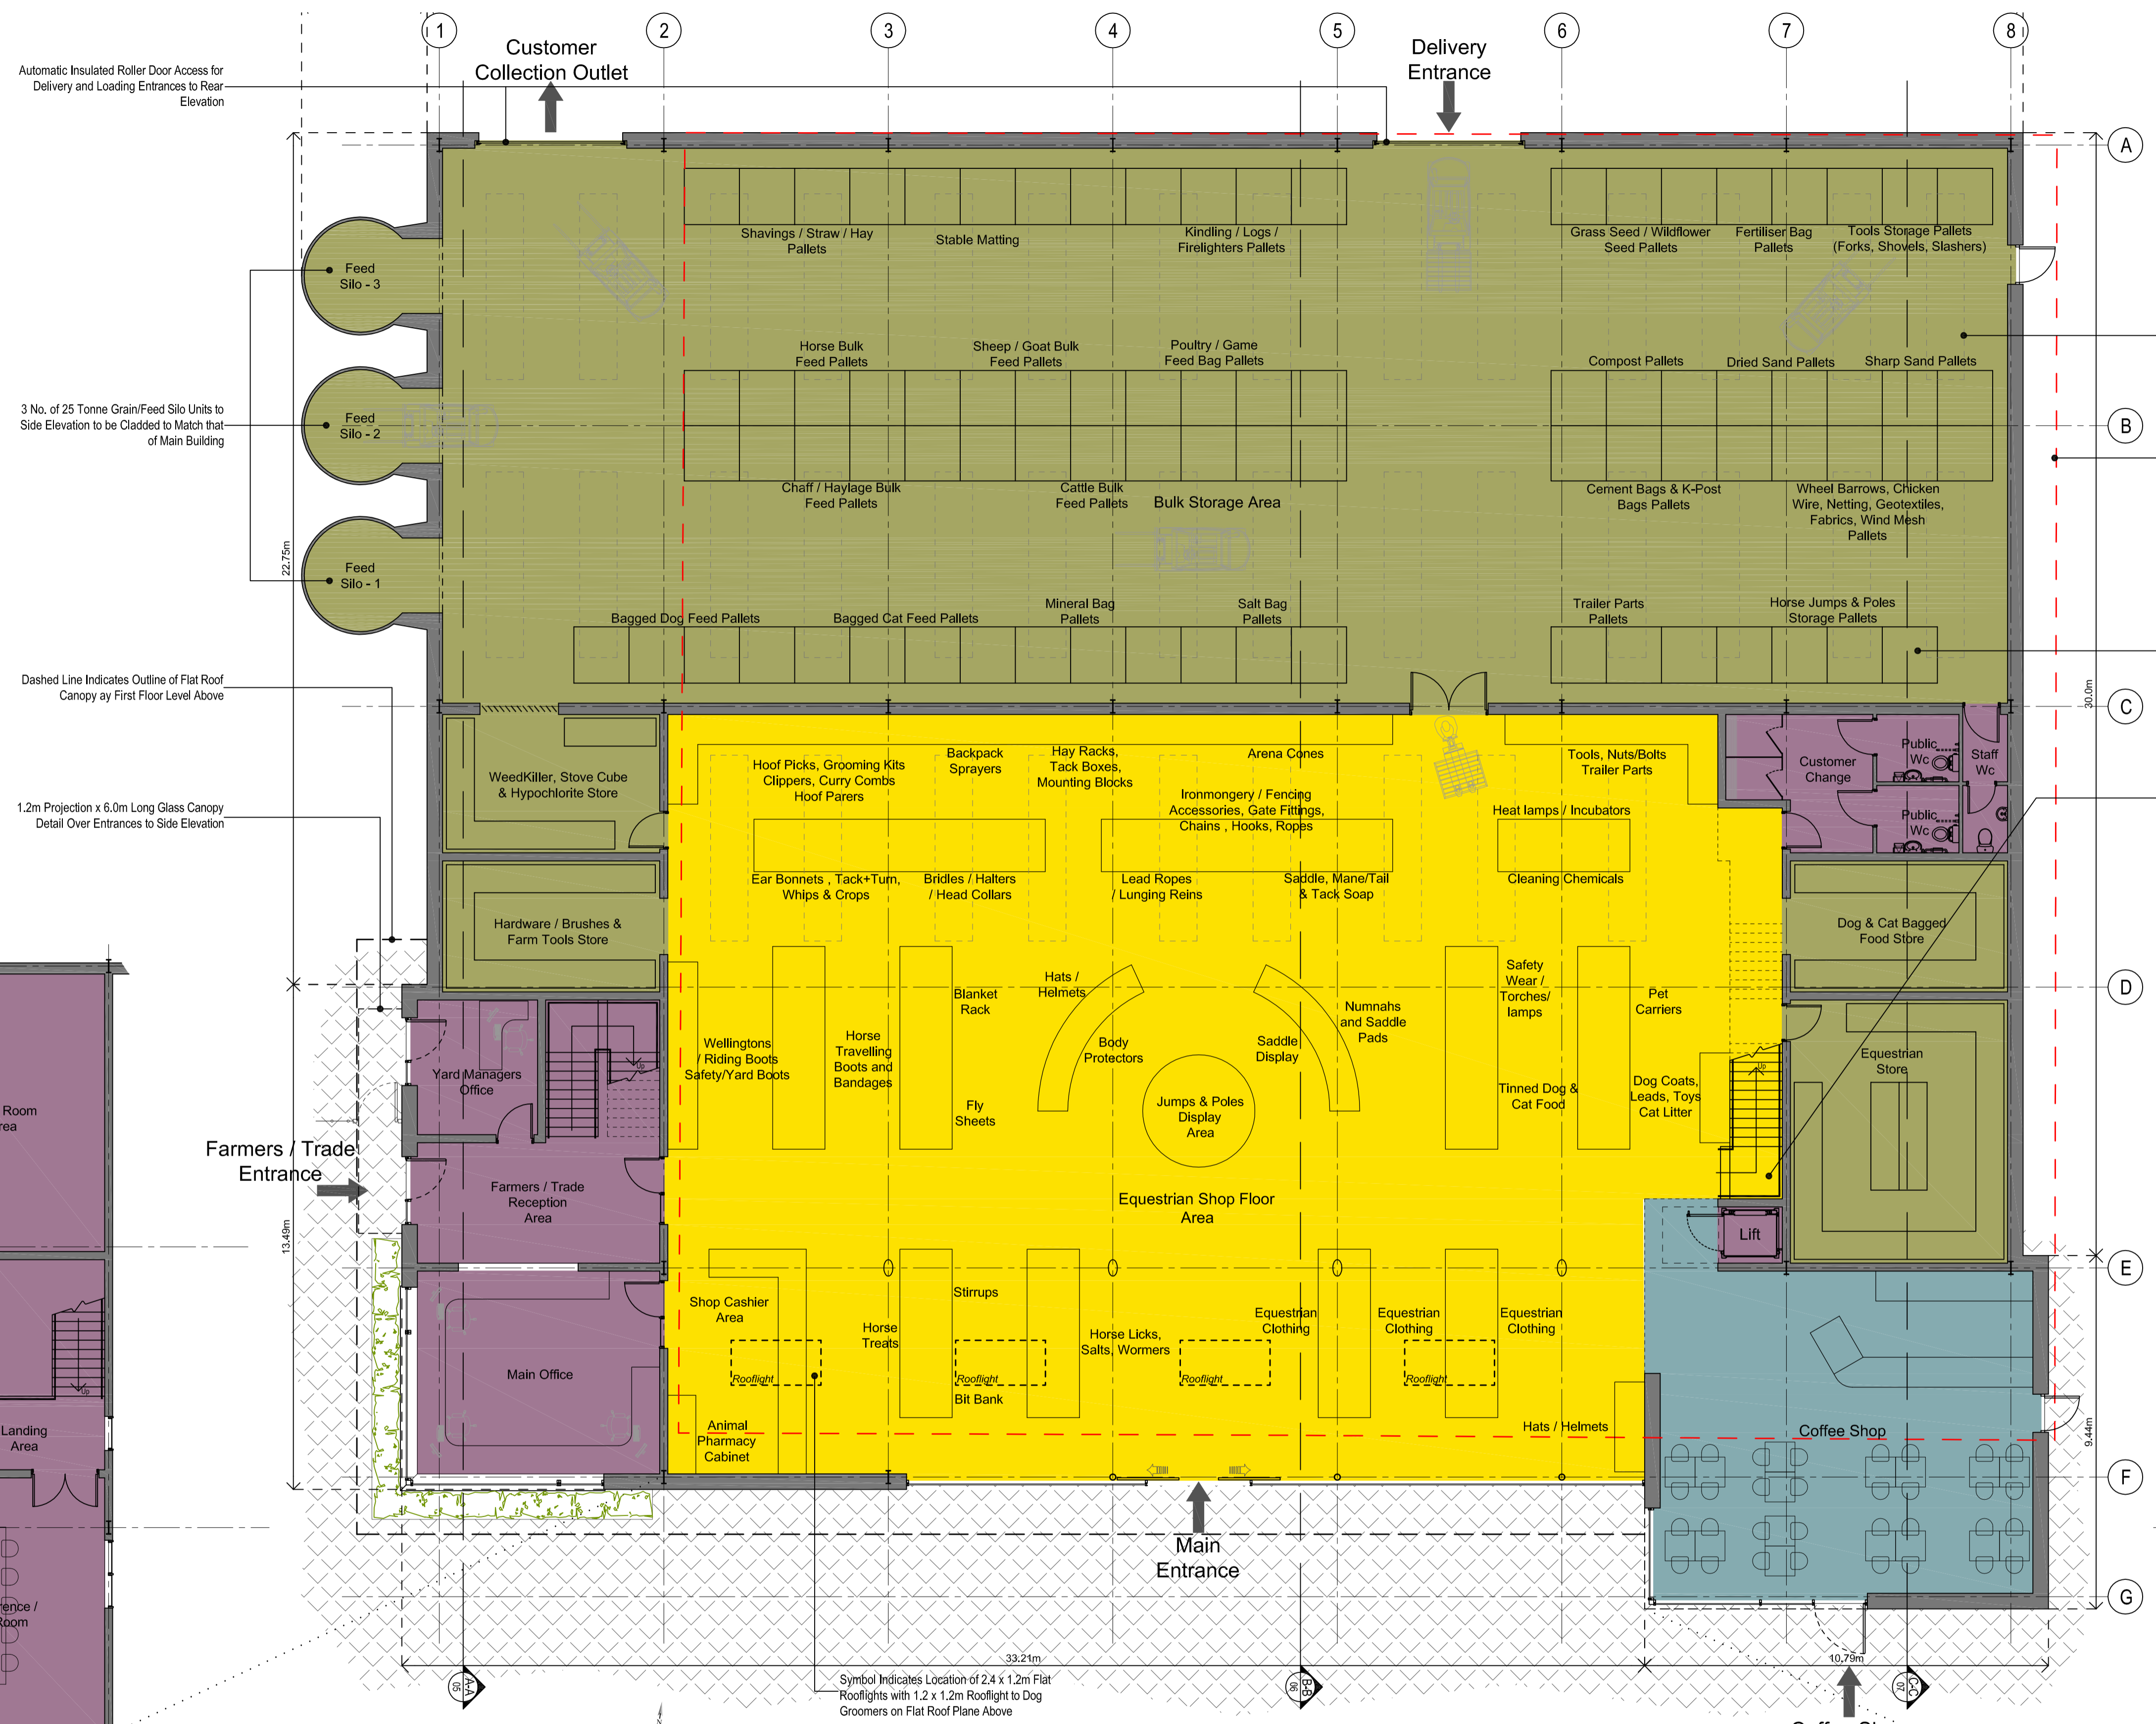 1
2
3
4
5
6
7
8
Customer
Collection Outlet
Delivery
Entrance
Automatic Insulated Roller Door Access for
Delivery and Loading Entrances to Rear
Elevation
A
Shavings / Straw / Hay
Pallets
Stable Matting
Kindling / Logs /
Firelighters Pallets
Grass Seed / Wildflower
Seed Pallets
Fertiliser Bag
Pallets
Tools Storage Pallets
(Forks, Shovels, Slashers)
Feed
Silo - 3
Horse Bulk
Feed Pallets
Sheep / Goat Bulk
Feed Pallets
Poultry / Game
Feed Bag Pallets
Compost Pallets
Dried Sand Pallets
Sharp Sand Pallets
3 No. of 25 Tonne Grain/Feed Silo Units to
Side Elevation to be Cladded to Match that
of Main Building
Feed
Silo - 2
B
Chaff / Haylage Bulk
Feed Pallets
Cattle Bulk
Feed Pallets
Bulk Storage Area
Cement Bags & K-Post
Bags Pallets
Wheel Barrows, Chicken
Wire, Netting, Geotextiles,
Fabrics, Wind Mesh
Pallets
22.75m
Feed
Silo - 1
Bagged Dog Feed Pallets
Bagged Cat Feed Pallets
Mineral Bag
Pallets
Salt Bag
Pallets
Trailer Parts
Pallets
Horse Jumps & Poles
Storage Pallets
Dashed Line Indicates Outline of Flat Roof
Canopy ay First Floor Level Above
30.0m
C
WeedKiller, Stove Cube
& Hypochlorite Store
Hoof Picks, Grooming Kits
Clippers, Curry Combs
Hoof Parers
Backpack
Sprayers
Hay Racks,
Tack Boxes,
Mounting Blocks
Arena Cones
Tools, Nuts/Bolts
Trailer Parts
Customer
Change
Public
Wc
Staff
Wc
Ironmongery / Fencing
Accessories, Gate Fittings,
Chains , Hooks, Ropes
Heat lamps / Incubators
Public
Wc
1.2m Projection x 6.0m Long Glass Canopy
Detail Over Entrances to Side Elevation
Ear Bonnets , Tack+Turn,
Whips & Crops
Bridles / Halters
/ Head Collars
Lead Ropes
/ Lunging Reins
Saddle, Mane/Tail
& Tack Soap
Cleaning Chemicals
Hardware / Brushes &
Farm Tools Store
Dog & Cat Bagged
Food Store
D
Hats /
Helmets
Blanket
Rack
Safety
Wear /
Torches/
lamps
Numnahs
and Saddle
Pads
Pet
Carriers
Wellingtons
/ Riding Boots
Safety/Yard Boots
Horse
Travelling
Boots and
Bandages
Body
Protectors
Saddle
Display
Equestrian
Store
Yard Managers
Office
Up
Up
Fly
Sheets
Jumps & Poles
Display
Area
Tinned Dog &
Cat Food
Dog Coats,
Leads, Toys
Cat Litter
Room
rea
Farmers / Trade
Entrance
Farmers / Trade
Reception
Area
Equestrian Shop Floor
Area
Lift
13.49m
E
Shop Cashier
Area
Horse
Treats
Stirrups
Horse Licks,
Salts, Wormers
Equestrian
Clothing
Equestrian
Clothing
Equestrian
Clothing
Main Office
Rooflight
Rooflight
Rooflight
Rooflight
Up
Bit Bank
Animal
Pharmacy
Cabinet
Hats / Helmets
Coffee Shop
9.44m
Landing
Area
F
Main
Entrance
rence /
Room
G
33.21m
10.79m
A-A
05
B-B
06
C-C
07
Symbol Indicates Location of 2.4 x 1.2m Flat
Rooflights with 1.2 x 1.2m Rooflight to Dog
Groomers on Flat Roof Plane Above